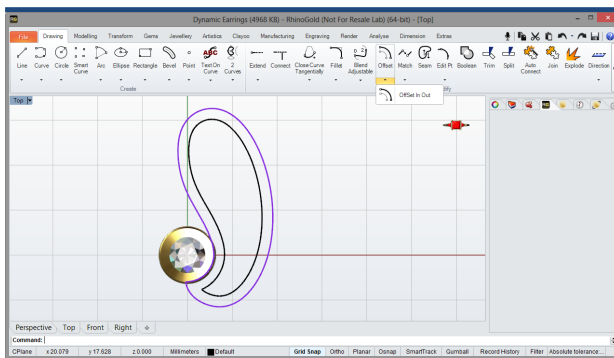 Dynamic Earrings (4968 KB) - RhinoGold (Not For Resale Lab) (64-bit) - [Top]
File Drawing Modelling Transform Gems Jewellery Artistics Clayoo Manufacturing Engraving Render Analyse Dimension Extras
Line Curve Circle Smart Curve Arc Ellipse Rectangle Bevel Point Text On Curve 2 Curves Extend Connect Close Curve Tangentially Fillet Blend Adjustable Offset Match Seam Edit Pt Boolean Trim Split Auto Connect Join Explode Direction
Create
OffSet In Out
Top
Perspective Top Front Right
Command:
CPlane x 20.079 y 17.628 z 0.000 Millimeters Default Grid Snap Ortho Planar Osnap SmartTrack Gumball Record History Filter Absolute tolerance...